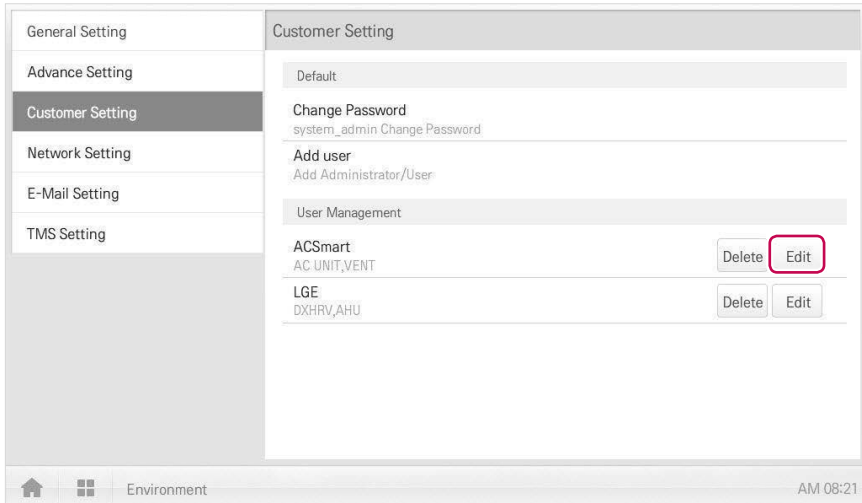 General Setting
Advance Setting
Customer Setting
Network Setting
E-Mail Setting
TMS Setting
Customer Setting
Default
Change Password
system_admin Change Password
Add user
Add Administrator/User
User Management
ACSmart
AC UNIT,VENT
Delete Edit
LGE
DXHRV,AHU
Delete Edit
Environment AM 08:21